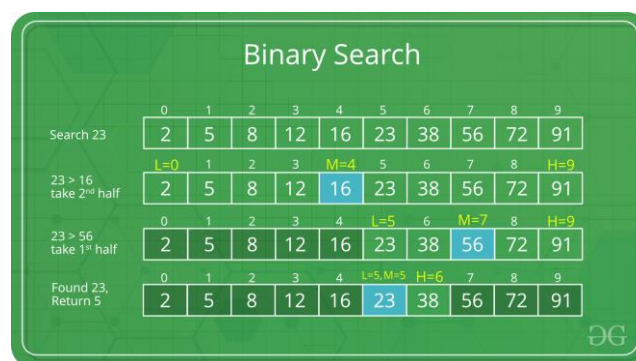 Binary Search
0 1 2 3 4 5 6 7 8 9
Search 23 2 5 8 12 16 23 38 56 72 91
L=0 1 2 3 M=4 5 6 7 8 H=9
23 > 16
take 2nd half
2 5 8 12 16 23 38 56 72 91
0 1 2 3 4 L=5 6 M=7 8 H=9
23 > 56
take 1st half
2 5 8 12 16 23 38 56 72 91
0 1 2 3 4 L=5, M=5 H=6 7 8 9
Found 23,
Return 5
2 5 8 12 16 23 38 56 72 91
GG